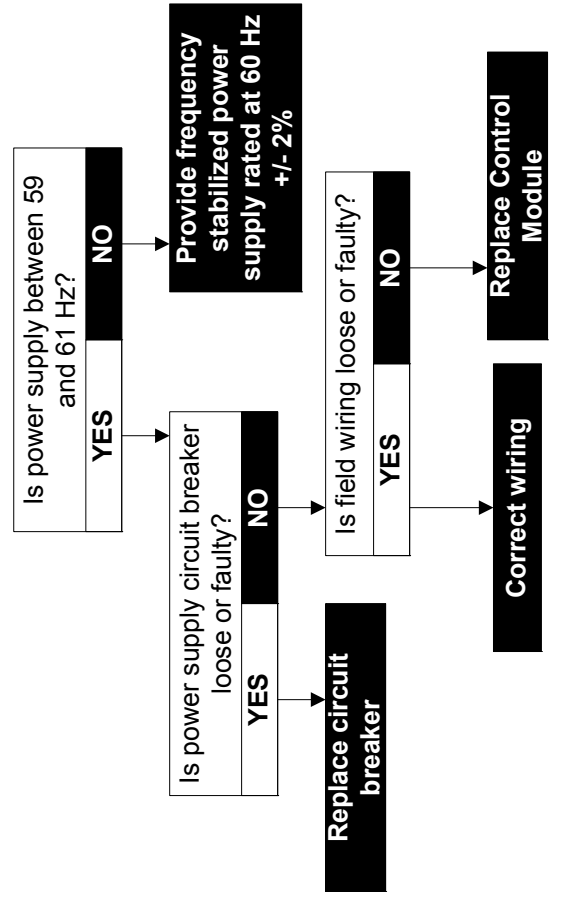 Is power supply between 59
and 61 Hz?
YES
NO
Provide frequency
stabilized power
supply rated at 60 Hz
+/- 2%
Is power supply circuit breaker
loose or faulty?
YES
NO
Replace circuit
breaker
Is field wiring loose or faulty?
YES
NO
Correct wiring
Replace Control
Module